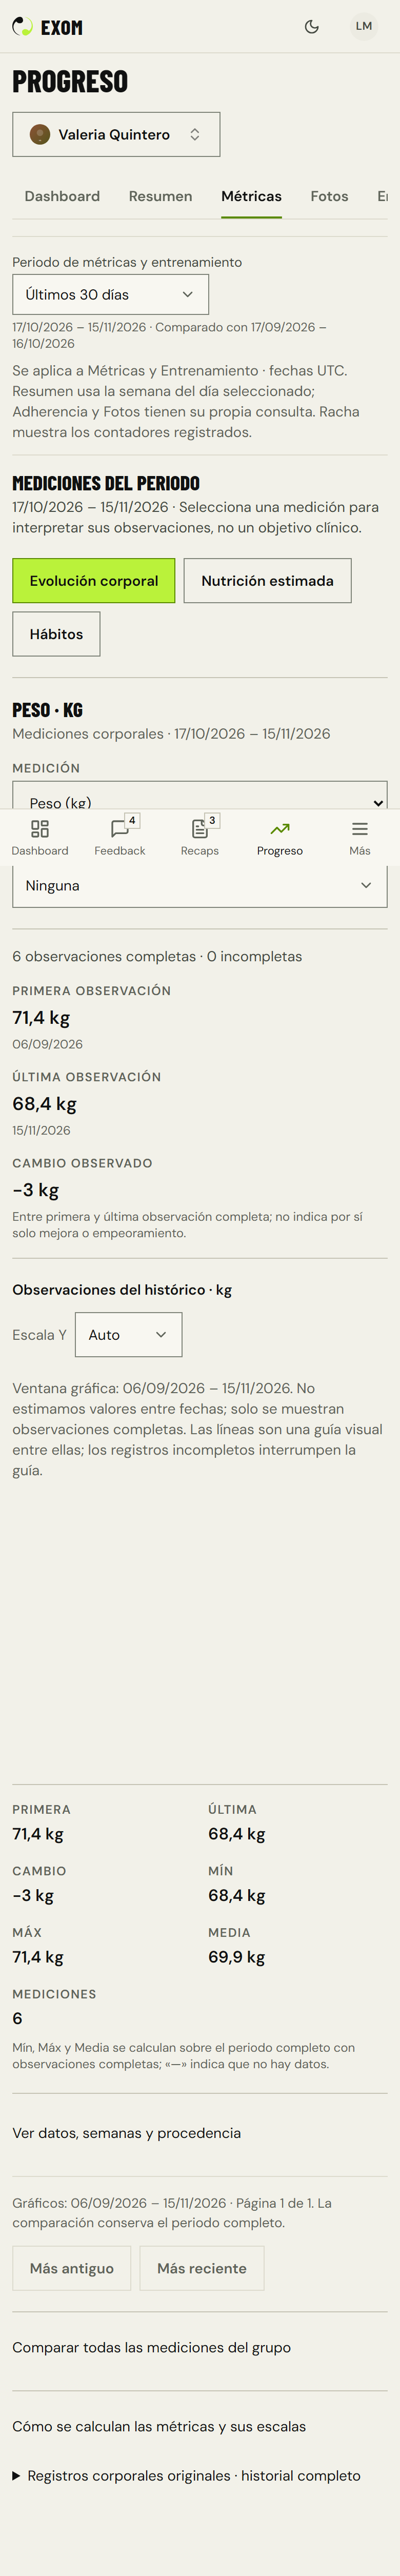 EXOM
LM
PROGRESO
Valeria Quintero
Dashboard Resumen Métricas Fotos
Periodo de métricas y entrenamiento
Últimos 30 días
17/10/2026 – 15/11/2026 · Comparado con 17/09/2026 –
16/10/2026
Se aplica a Métricas y Entrenamiento · fechas UTC.
Resumen usa la semana del día seleccionado;
Adherencia y Fotos tienen su propia consulta. Racha
muestra los contadores registrados.
MEDICIONES DEL PERIODO
17/10/2026 – 15/11/2026 · Selecciona una medición para
interpretar sus observaciones, no un objetivo clínico.
Evolución corporal Nutrición estimada
Hábitos
PESO · KG
Mediciones corporales · 17/10/2026 – 15/11/2026
MEDICIÓN
Peso (kg)
4 3
Dashboard Feedback Recaps Progreso Más
Ninguna
6 observaciones completas · 0 incompletas
PRIMERA OBSERVACIÓN
71,4 kg
06/09/2026
ÚLTIMA OBSERVACIÓN
68,4 kg
15/11/2026
CAMBIO OBSERVADO
−3 kg
Entre primera y última observación completa; no indica por sí
solo mejora o empeoramiento.
Observaciones del histórico · kg
Escala Y Auto
Ventana gráfica: 06/09/2026 – 15/11/2026. No
estimamos valores entre fechas; solo se muestran
observaciones completas. Las líneas son una guía visual
entre ellas; los registros incompletos interrumpen la
guía.
PRIMERA ÚLTIMA
71,4 kg 68,4 kg
CAMBIO MÍN
−3 kg 68,4 kg
MÁX MEDIA
71,4 kg 69,9 kg
MEDICIONES
6
Mín, Máx y Media se calculan sobre el periodo completo con
observaciones completas; «—» indica que no hay datos.
Ver datos, semanas y procedencia
Gráficos: 06/09/2026 – 15/11/2026 · Página 1 de 1. La
comparación conserva el periodo completo.
Más antiguo Más reciente
Comparar todas las mediciones del grupo
Cómo se calculan las métricas y sus escalas
Registros corporales originales · historial completo